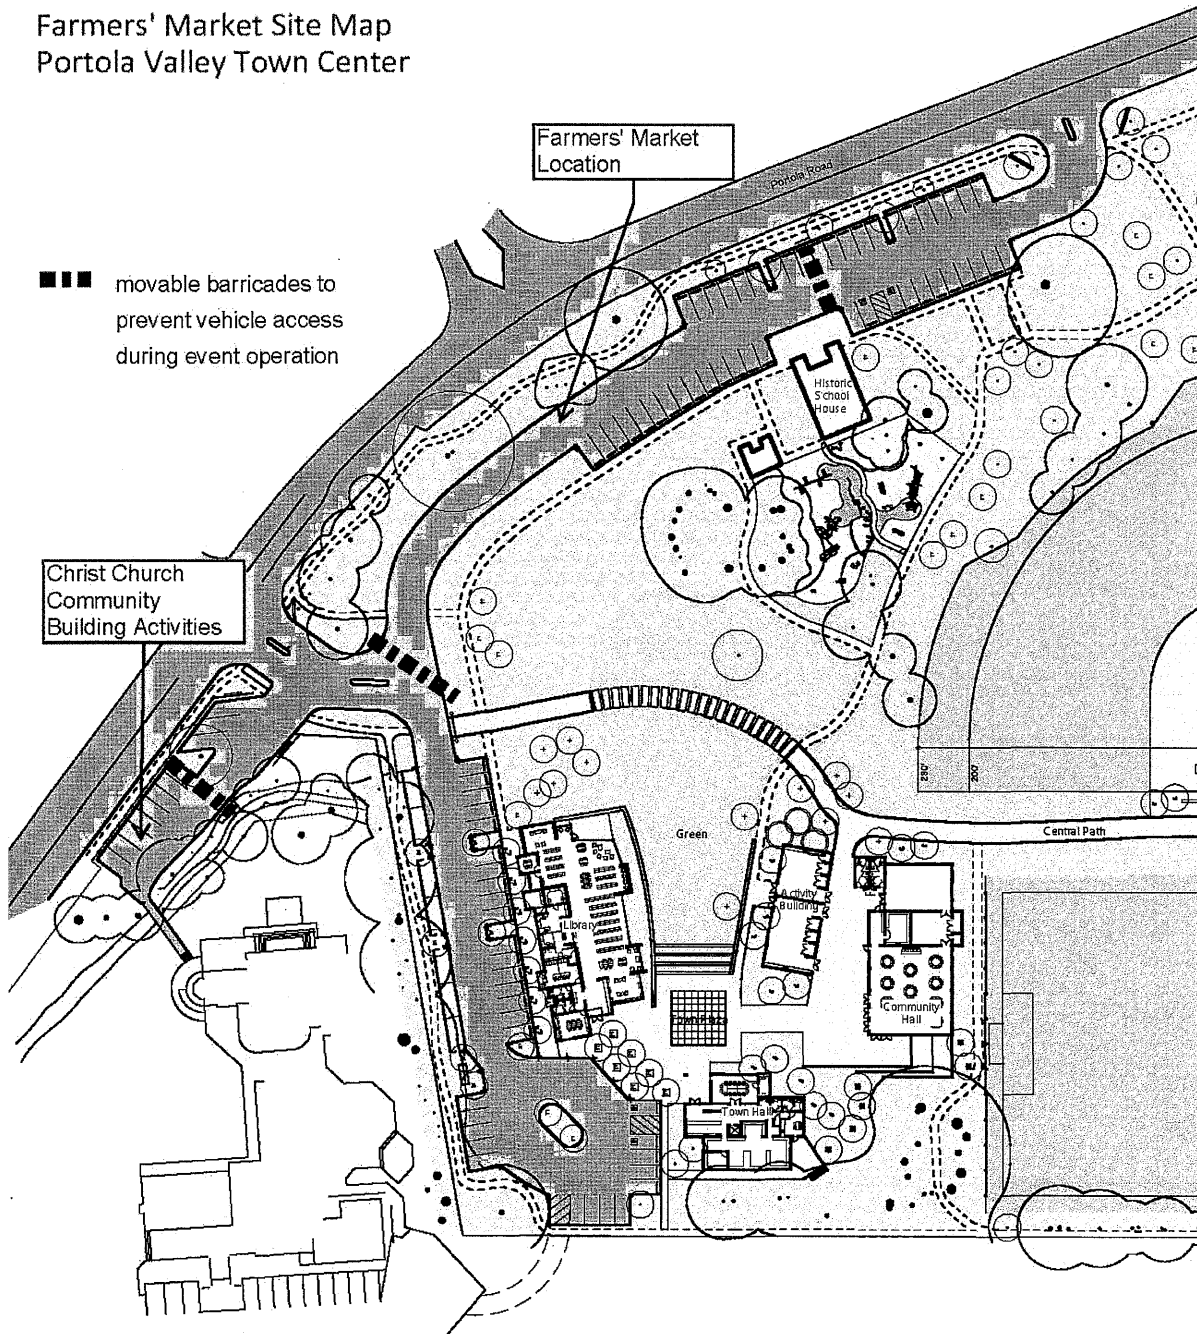 Farmers' Market Site Map
Portola Valley Town Center
Farmers' Market
Location
Portola Road
movable barricades to
prevent vehicle access
during event operation
Historic
School
House
Christ Church
Community
Building Activities
280'
200'
Green
Central Path
Activity
Building
Library
Community
Hall
Town Hall